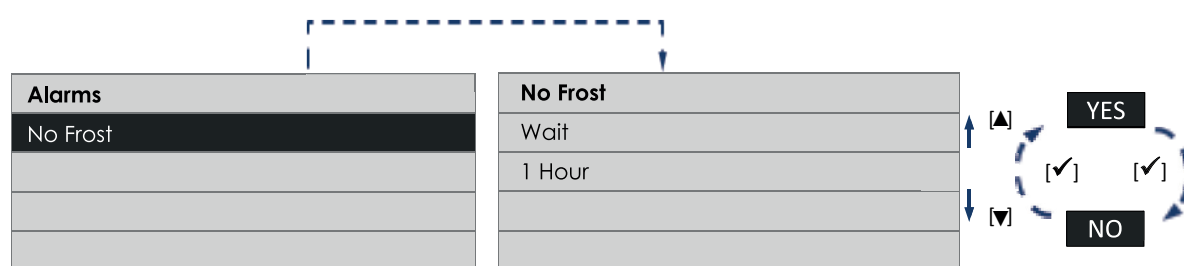 Alarms
No Frost
No Frost
Wait
1 Hour
[▲]
[▼]
YES
[✓] [✓]
NO